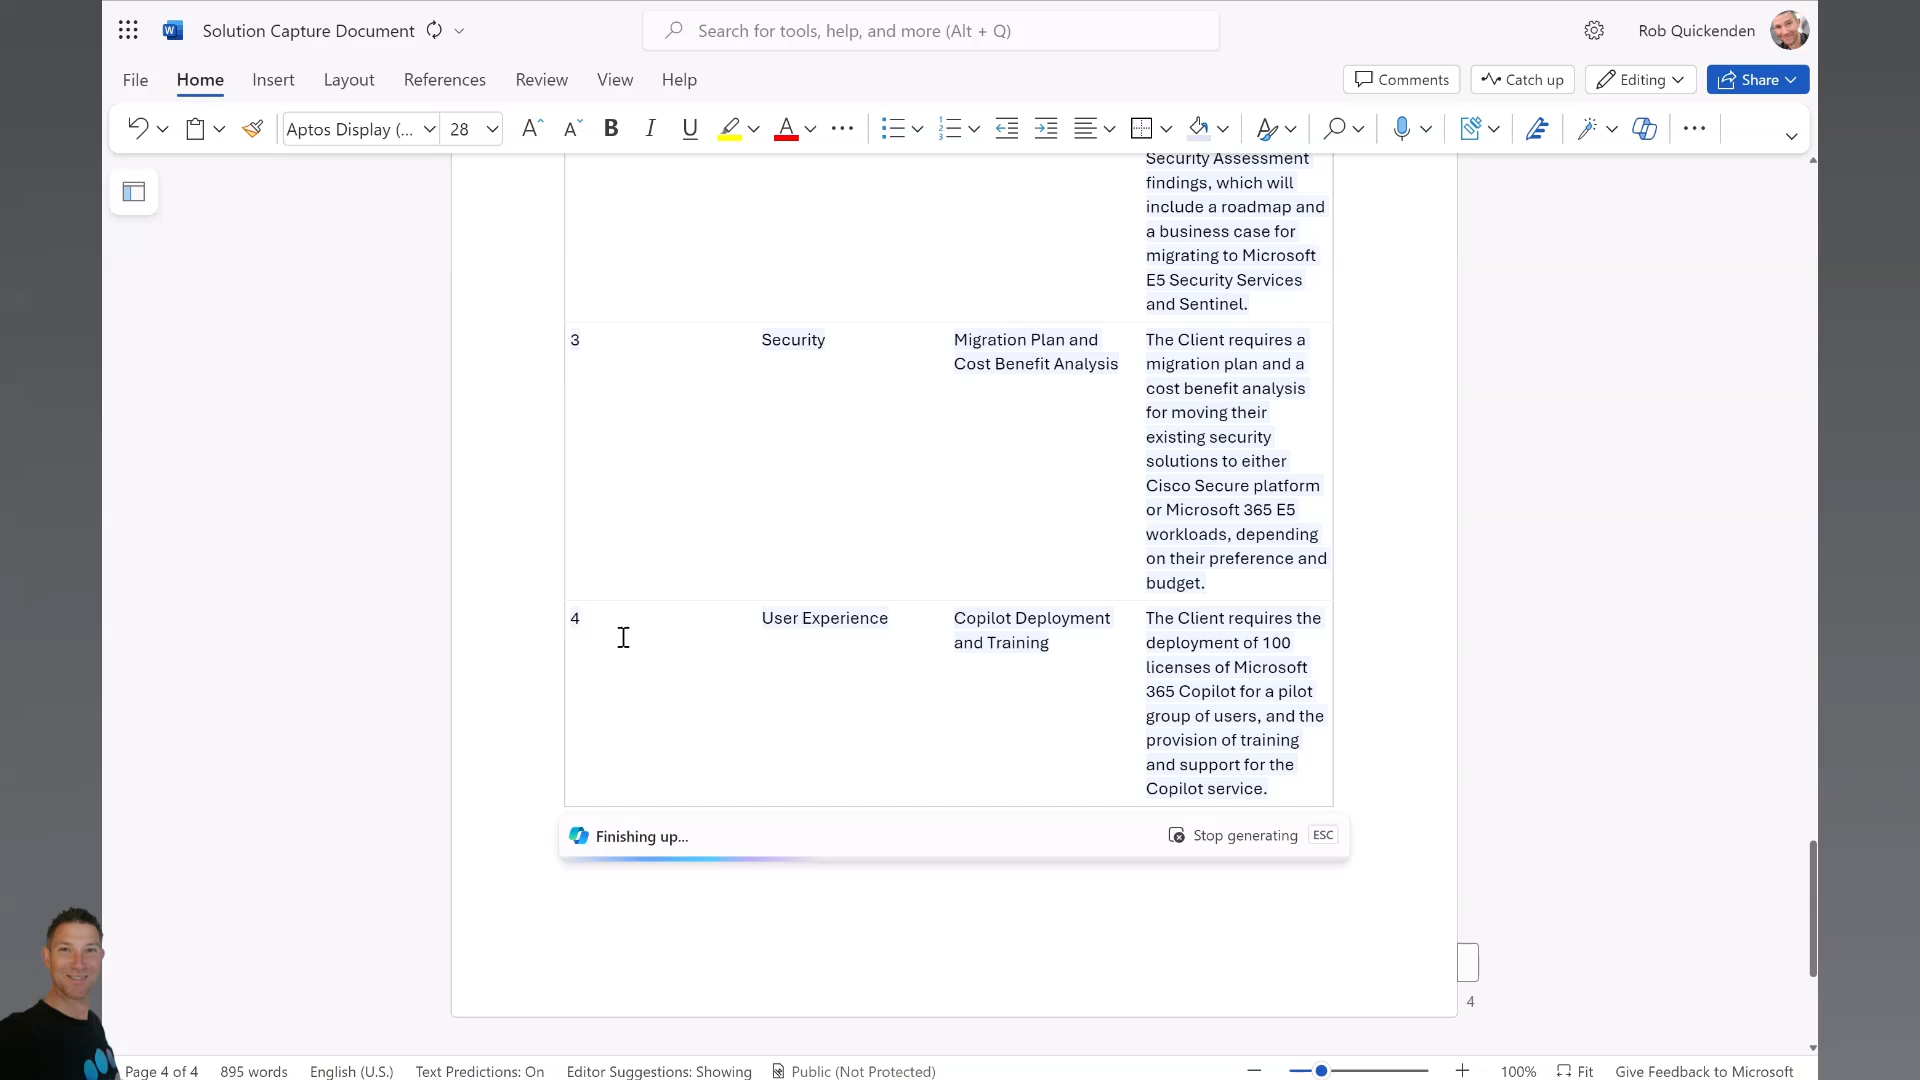 Solution Capture Document
Search for tools, help, and more (Alt + Q)
Rob Quickenden
File Home Insert Layout References Review View Help
Comments Catch up Editing Share
Aptos Display (... 28 A A B I U A
Security Assessment
findings, which will
include a roadmap and
a business case for
migrating to Microsoft
E5 Security Services
and Sentinel.
3
Security
Migration Plan and
Cost Benefit Analysis
The Client requires a
migration plan and a
cost benefit analysis
for moving their
existing security
solutions to either
Cisco Secure platform
or Microsoft 365 E5
workloads, depending
on their preference and
budget.
4
User Experience
Copilot Deployment
and Training
The Client requires the
deployment of 100
licenses of Microsoft
365 Copilot for a pilot
group of users, and the
provision of training
and support for the
Copilot service.
Finishing up... Stop generating ESC
4
Page 4 of 4 895 words English (U.S.) Text Predictions: On Editor Suggestions: Showing Public (Not Protected) 100% Fit Give Feedback to Microsoft